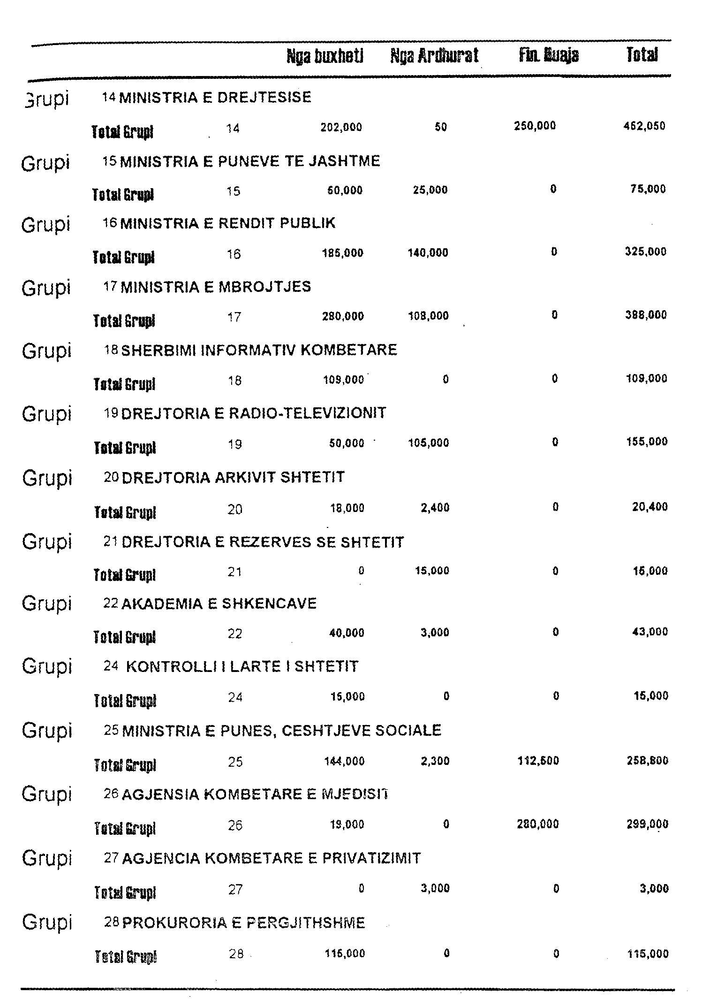 Nga buxheti Nga Ardhurat Fin. Huaja Total
Grupi 14 MINISTRIA E DREJTESISE
Total Grupi 14 202,000 50 250,000 452,050
Grupi 15 MINISTRIA E PUNEVE TE JASHTME
Total Grupi 15 50,000 25,000 0 75,000
Grupi 16 MINISTRIA E RENDIT PUBLIK
Total Grupi 16 185,000 140,000 0 325,000
Grupi 17 MINISTRIA E MBROJTJES
Total Grupi 17 280,000 108,000 0 388,000
Grupi 18 SHERBIMI INFORMATIV KOMBETARE
Total Grupi 18 109,000 0 0 109,000
Grupi 19 DREJTORIA E RADIO-TELEVIZIONIT
Total Grupi 19 50,000 105,000 0 155,000
Grupi 20 DREJTORIA ARKIVIT SHTETIT
Total Grupi 20 18,000 2,400 0 20,400
Grupi 21 DREJTORIA E REZERVES SE SHTETIT
Total Grupi 21 0 15,000 0 15,000
Grupi 22 AKADEMIA E SHKENCAVE
Total Grupi 22 40,000 3,000 0 43,000
Grupi 24 KONTROLLI I LARTE I SHTETIT
Total Grupi 24 15,000 0 0 15,000
Grupi 25 MINISTRIA E PUNES, CESHTJEVE SOCIALE
Total Grupi 25 144,000 2,300 112,500 258,800
Grupi 26 AGJENSIA KOMBETARE E MJEDISIT
Total Grupi 26 19,000 0 280,000 299,000
Grupi 27 AGJENCIA KOMBETARE E PRIVATIZIMIT
Total Grupi 27 0 3,000 0 3,000
Grupi 28 PROKURORIA E PERGJITHSHME
Total Grupi 28 115,000 0 0 115,000